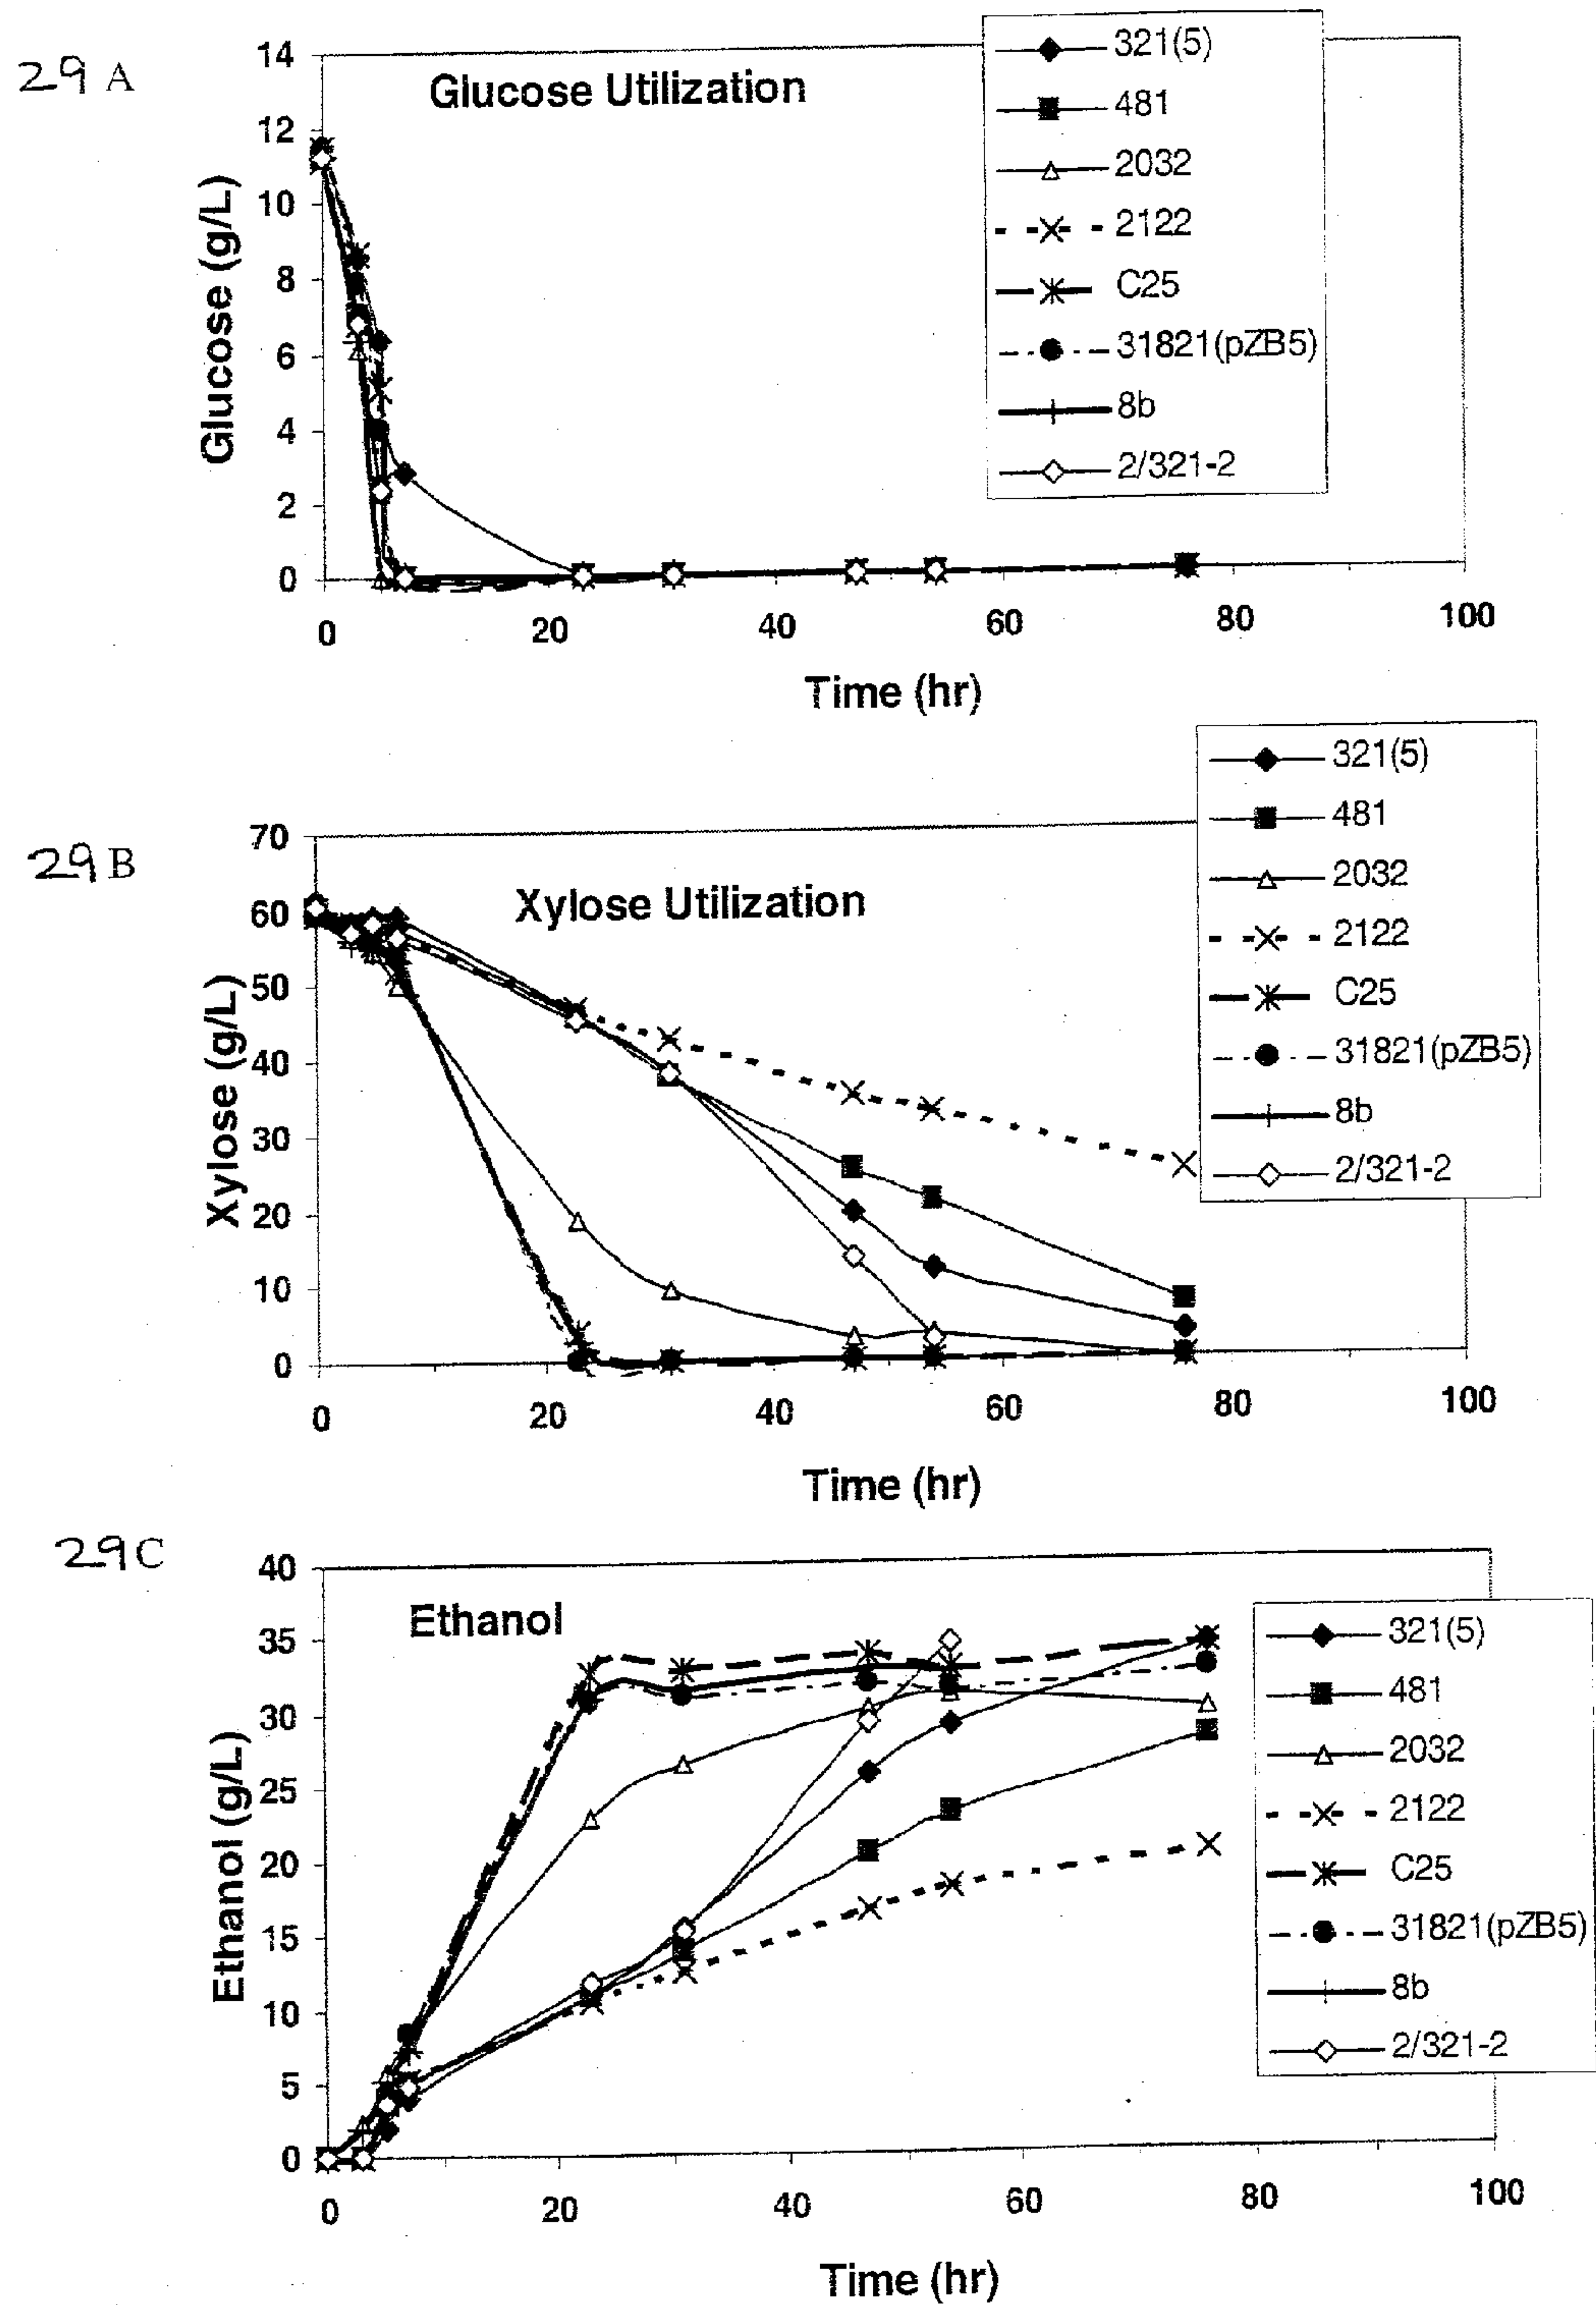 29 A
Glucose Utilization
14
12
10
8
6
4
2
0
Glucose (g/L)
0 20 40 60 80 100
Time (hr)
321(5)
481
2032
2122
C25
31821(pZB5)
8b
2/321-2
29 B
Xylose Utilization
70
60
50
40
30
20
10
0
Xylose (g/L)
0 20 40 60 80 100
Time (hr)
321(5)
481
2032
2122
C25
31821(pZB5)
8b
2/321-2
29 C
Ethanol
40
35
30
25
20
15
10
5
0
Ethanol (g/L)
0 20 40 60 80 100
Time (hr)
321(5)
481
2032
2122
C25
31821(pZB5)
8b
2/321-2